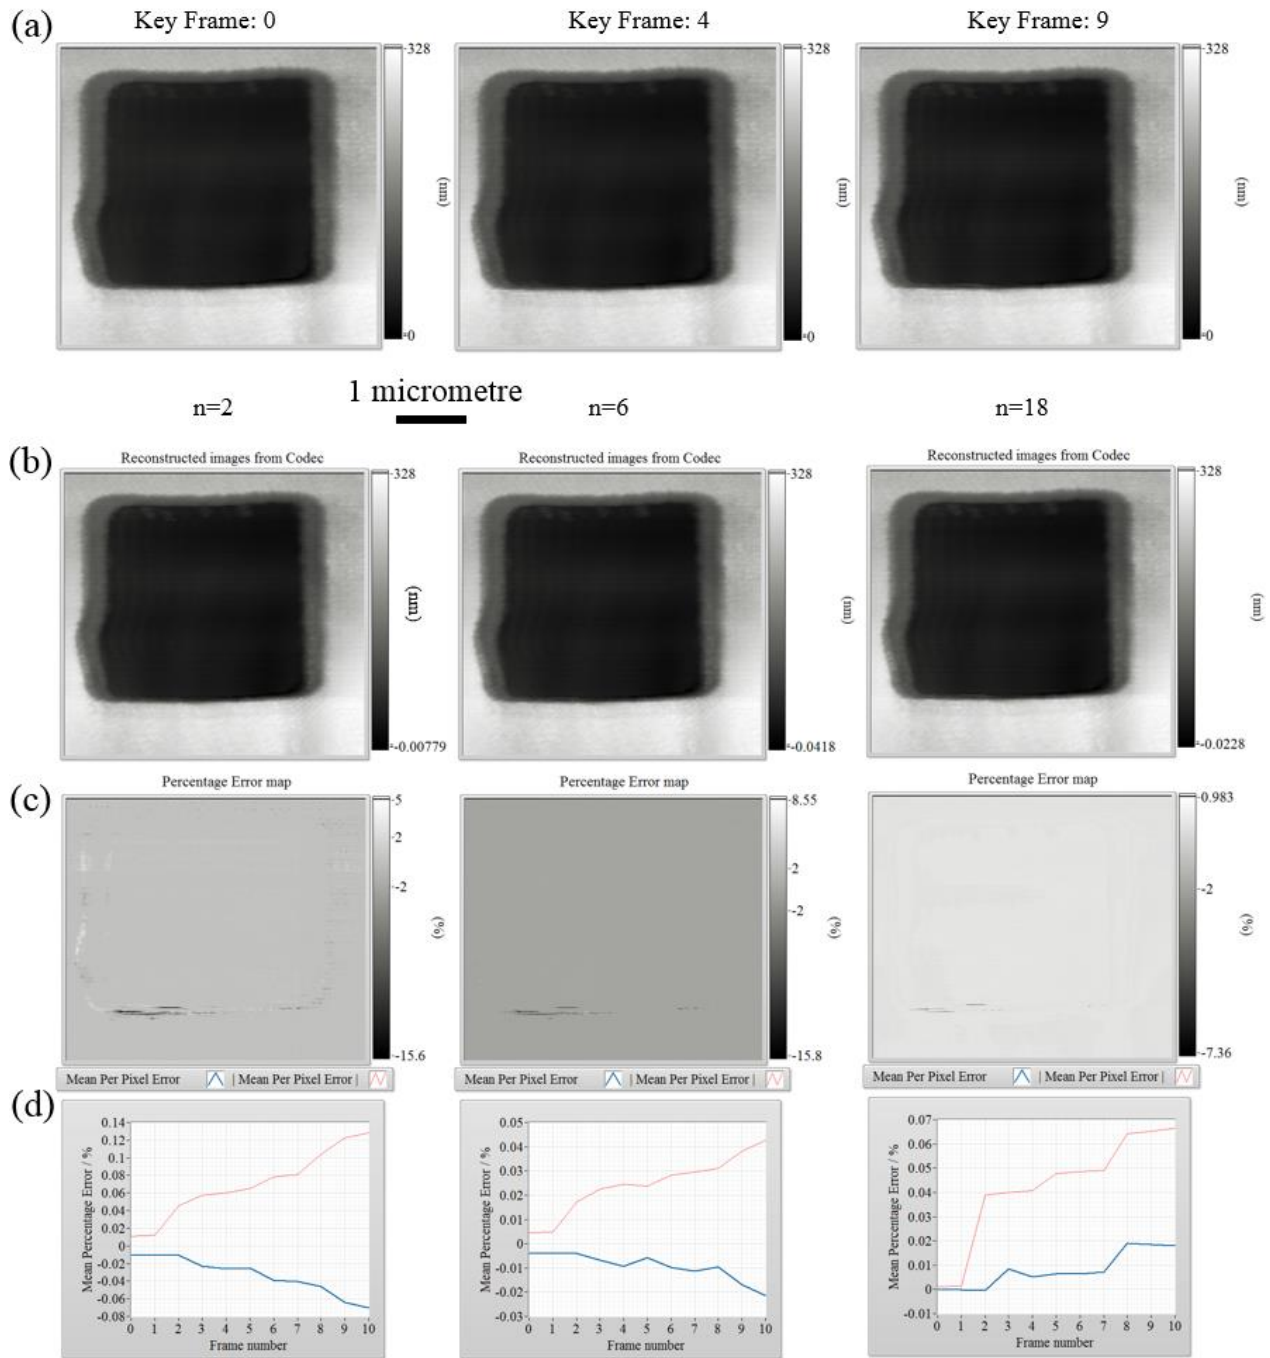 (a)
Key Frame: 0
Key Frame: 4
Key Frame: 9
328
328
328
(nm)
(nm)
(nm)
0
0
0
1 micrometre
n=2
n=6
n=18
(b)
Reconstructed images from Codec
Reconstructed images from Codec
Reconstructed images from Codec
328
328
328
(nm)
(nm)
(nm)
-0.00779
-0.0418
-0.0228
(c)
Percentage Error map
Percentage Error map
Percentage Error map
5
2
-2
(%)
-15.6
8.55
2
-2
(%)
-15.8
0.983
-2
(%)
-7.36
Mean Per Pixel Error | Mean Per Pixel Error |
Mean Per Pixel Error | Mean Per Pixel Error |
Mean Per Pixel Error | Mean Per Pixel Error |
(d)
Mean Percentage Error / %
0.14
0.12
0.1
0.08
0.06
0.04
0.02
0
-0.02
-0.04
-0.06
-0.08
0 1 2 3 4 5 6 7 8 9 10
Frame number
Mean Percentage Error / %
0.05
0.04
0.03
0.02
0.01
0
-0.01
-0.02
-0.03
0 1 2 3 4 5 6 7 8 9 10
Frame number
Mean Percentage Error / %
0.07
0.06
0.05
0.04
0.03
0.02
0.01
0
-0.01
0 1 2 3 4 5 6 7 8 9 10
Frame number